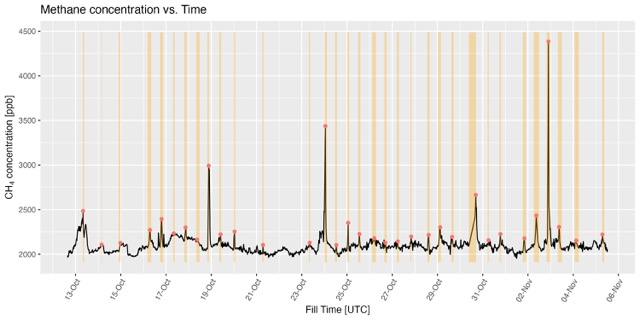 Methane concentration vs. Time
4500
4000
3500
3000
2500
2000
CH₄ concentration [ppb]
13-Oct
15-Oct
17-Oct
19-Oct
21-Oct
23-Oct
25-Oct
27-Oct
29-Oct
31-Oct
02-Nov
04-Nov
06-Nov
Fill Time [UTC]